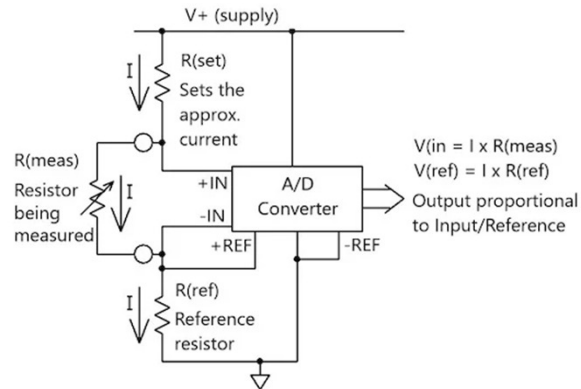 V+ (supply)
I
R(set)
Sets the
approx.
current
R(meas)
Resistor
being
measured
I
+IN
-IN
+REF
A/D
Converter
-REF
V(in = I x R(meas)
V(ref) = I x R(ref)
Output proportional
to Input/Reference
I
R(ref)
Reference
resistor